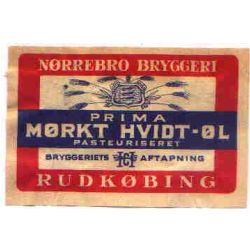 NØRREBRO BRYGGERI
PRIMA
MØRKT HVIDT-ØL
PASTEURISERET
BRYGGERIETS AFTAPNING
RUDKØBING